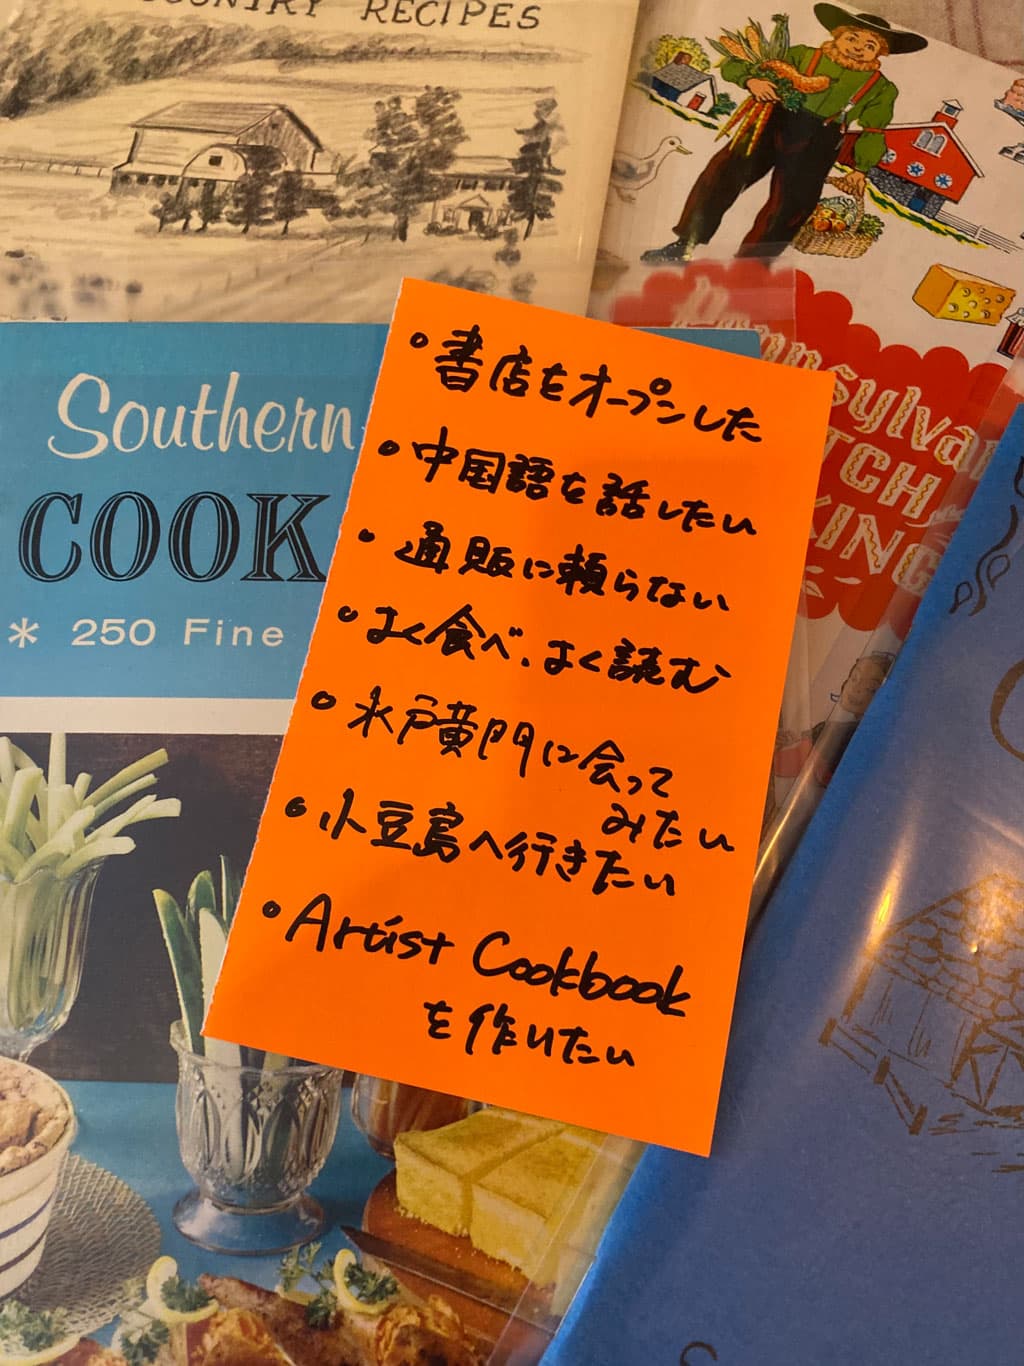 COUNTRY RECIPES
Southern
COOK
* 250 Fine
Pennsylvan
TCH
KING
• 書店をオープンした
• 中国語を話したい
• 通販に頼らない
• よく食べ、よく読む
• 水戸黄門に会って
みたい
• 小豆島へ行きたい
• Artist Cookbook
を作りたい